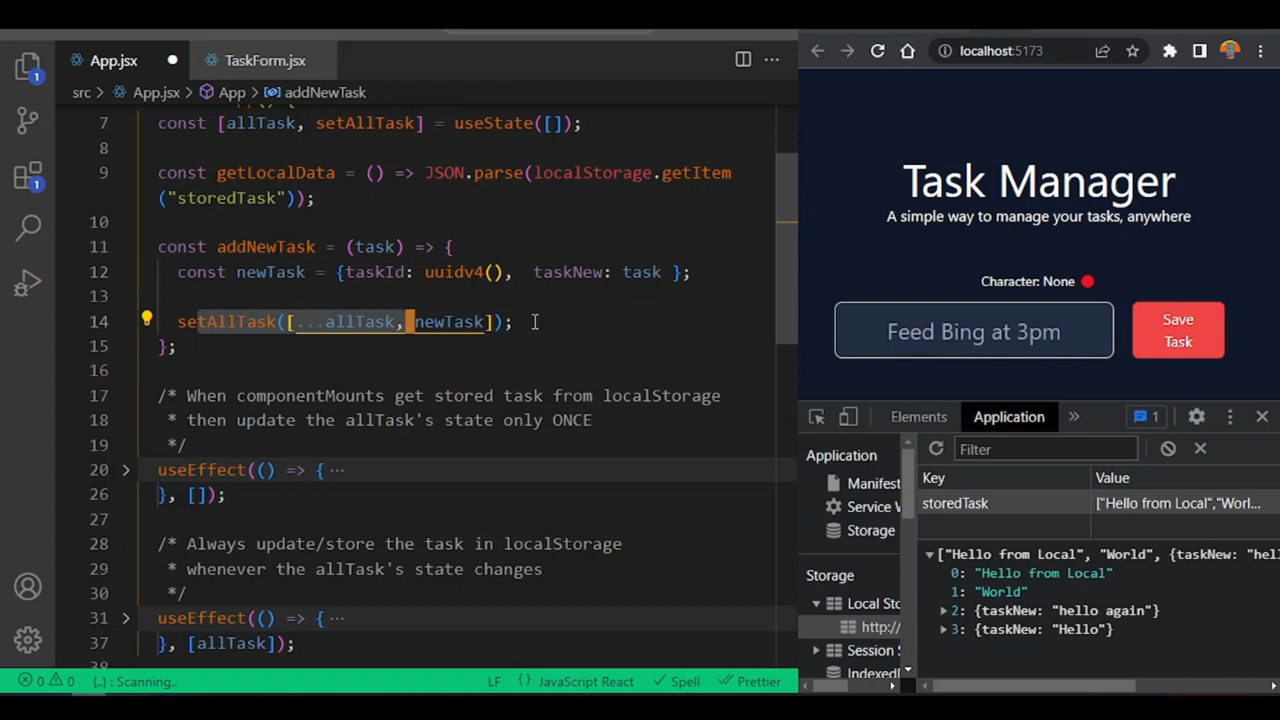 App.jsx
TaskForm.jsx
src > App.jsx > App > addNewTask
7 const [allTask, setAllTask] = useState([]);
8
9 const getLocalData = () => JSON.parse(localStorage.getItem
("storedTask"));
10
11 const addNewTask = (task) => {
12 const newTask = {taskId: uuidv4(), taskNew: task };
13
14 setAllTask([...allTask, newTask]);
15 };
16
17 /* When componentMounts get stored task from localStorage
18 * then update the allTask's state only ONCE
19 */
20 useEffect(() => { ...
26 }, []);
27
28 /* Always update/store the task in localStorage
29 * whenever the allTask's state changes
30 */
31 useEffect(() => { ...
37 }, [allTask]);
38
1
1
0 0 {..} : Scanning.. LF {} JavaScript React Spell Prettier
localhost:5173
Task Manager
A simple way to manage your tasks, anywhere
Character: None
Feed Bing at 3pm
Save
Task
Elements Application » 1
Application
Manifest
Service W
Storage
Storage
Local Sto
http://
Session
IndexedD
Filter
Key Value
storedTask ["Hello from Local","Worl...
["Hello from Local", "World", {taskNew: "hell
0: "Hello from Local"
1: "World"
2: {taskNew: "hello again"}
3: {taskNew: "Hello"}